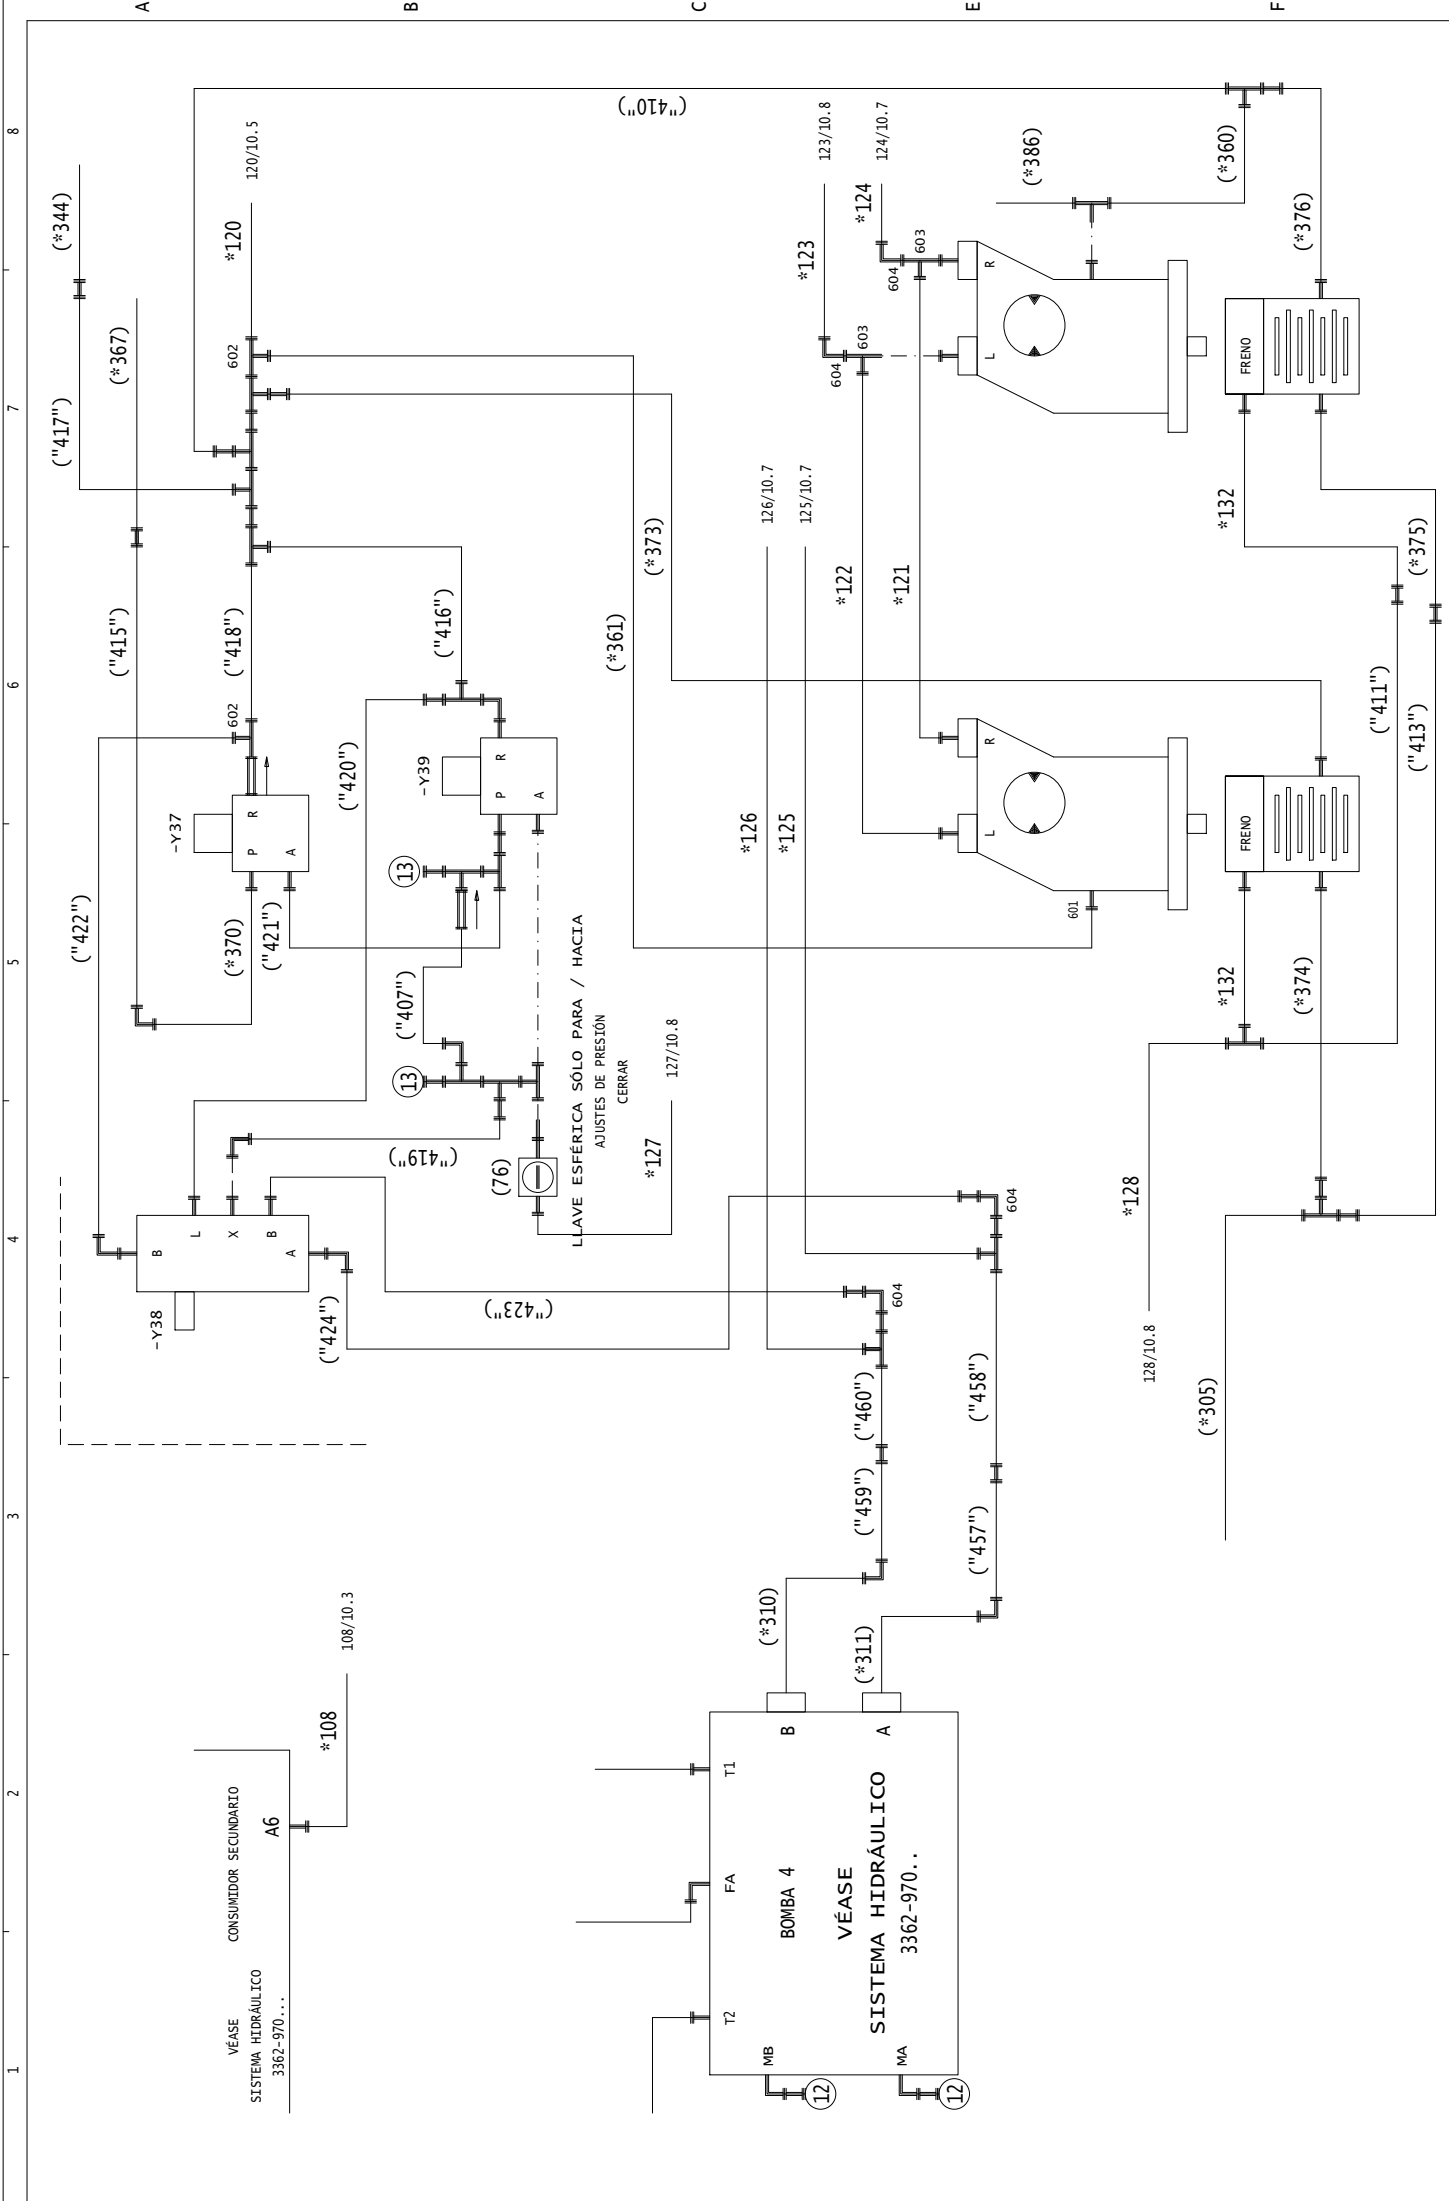 1
2
3
4
5
6
7
8
A
B
C
E
F
VÉASE
SISTEMA HIDRÁULICO
3362-970...
CONSUMIDOR SECUNDARIO
A6
*108
108/10.3
-Y38
B
L
X
B
A
("422")
("424")
("423")
("419")
(*370)
("421")
-Y37
P
R
A
602
("415")
("418")
("420")
("417")
(*367)
(*344)
602
*120
120/10.5
("410")
13
("407")
13
-Y39
P
R
A
("416")
(76)
LLAVE ESFÉRICA SÓLO PARA / HACIA
AJUSTES DE PRESIÓN
CERRAR
*127
127/10.8
(*361)
(*373)
T2
FA
T1
MB
MA
B
A
BOMBA 4
VÉASE
SISTEMA HIDRÁULICO
3362-970..
12
12
(*310)
(*311)
("459")
("460")
("457")
("458")
604
604
*126
*125
126/10.7
125/10.7
*122
*121
*123
123/10.8
*124
124/10.7
604
603
604
603
L
R
601
L
R
(*386)
(*360)
(*376)
FRENO
FRENO
*132
(*374)
*132
(*375)
("411")
("413")
*128
128/10.8
(*305)